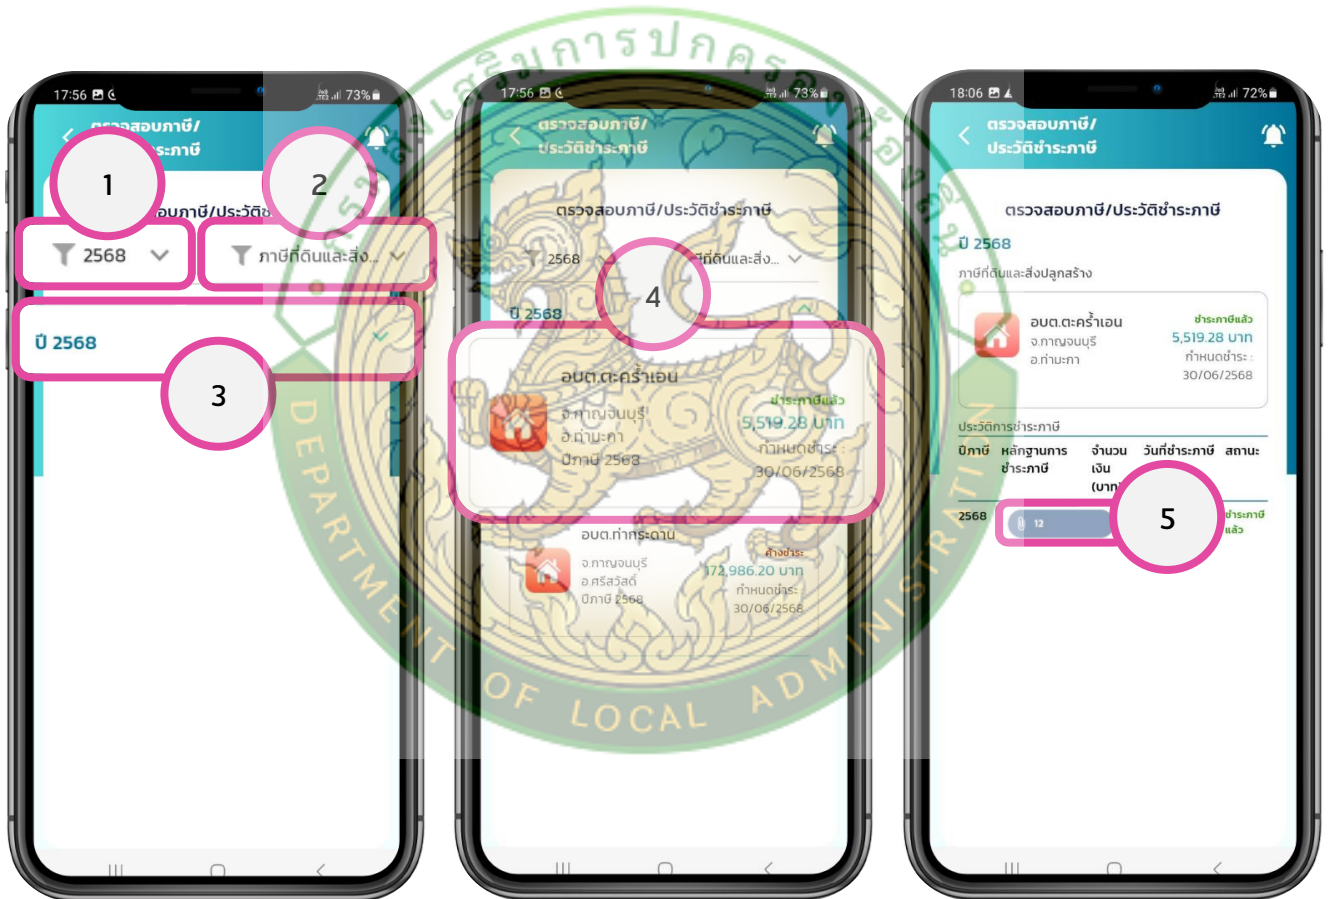 ส่งเสริมการปกครองท้องถิ่น
DEPARTMENT OF LOCAL ADMINISTRATION
17:56
73%
ตรวจสอบภาษี/
ระภาษี
1
2
อบภาษี/ประวัติชำ
2568
ภาษีที่ดินและสิ่ง...
ปี 2568
3
17:56
73%
ตรวจสอบภาษี/
ประวัติชำระภาษี
ตรวจสอบภาษี/ประวัติชำระภาษี
2568
ที่ดินและสิ่ง...
4
ปี 2568
อบต.ตะคร้ำเอน
ชำระภาษีแล้ว
จ.กาญจนบุรี
5,519.28 บาท
อ.ท่ามะกา
กำหนดชำระ :
ปีภาษี 2568
30/06/2568
อบต.ท่ากระดาน
ค้างชำระ
จ.กาญจนบุรี
172,986.20 บาท
อ.ศรีสวัสดิ์
กำหนดชำระ :
ปีภาษี 2568
30/06/2568
18:06
72%
ตรวจสอบภาษี/
ประวัติชำระภาษี
ตรวจสอบภาษี/ประวัติชำระภาษี
ปี 2568
ภาษีที่ดินและสิ่งปลูกสร้าง
อบต.ตะคร้ำเอน
ชำระภาษีแล้ว
จ.กาญจนบุรี
5,519.28 บาท
อ.ท่ามะกา
กำหนดชำระ :
30/06/2568
ประวัติการชำระภาษี
ปีภาษี หลักฐานการ จำนวน วันที่ชำระภาษี สถานะ
ชำระภาษี เงิน
(บาท)
2568 12 ชำระภาษี
แล้ว
5